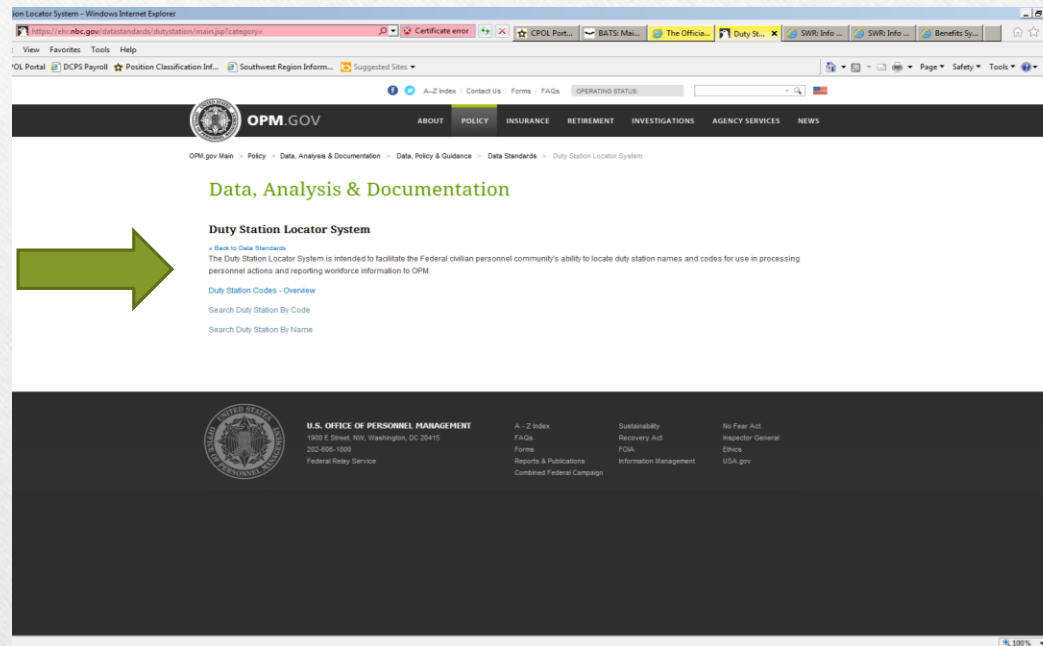 ion Locator System - Windows Internet Explorer
https://ehr.nbc.gov/datastandards/dutystation/main.jsp?category= Certificate error CPOL Port... BATS: Mai... The Officia... Duty St... SWR: Info ... SWR: Info ... Benefits Sy...
View Favorites Tools Help
OL Portal DCPS Payroll Position Classification Inf... Southwest Region Inform... Suggested Sites Page Safety Tools
A-Z Index Contact Us Forms FAQs OPERATING STATUS:
OPM.GOV ABOUT POLICY INSURANCE RETIREMENT INVESTIGATIONS AGENCY SERVICES NEWS
OPM.gov Main > Policy > Data, Analysis & Documentation > Data, Policy & Guidance > Data Standards > Duty Station Locator System
Data, Analysis & Documentation
Duty Station Locator System
« Back to Data Standards
The Duty Station Locator System is intended to facilitate the Federal civilian personnel community's ability to locate duty station names and codes for use in processing
personnel actions and reporting workforce information to OPM.
Duty Station Codes - Overview
Search Duty Station By Code
Search Duty Station By Name
U.S. OFFICE OF PERSONNEL MANAGEMENT A - Z Index Sustainability No Fear Act
1900 E Street, NW, Washington, DC 20415 FAQs Recovery Act Inspector General
202-606-1800 Forms FOIA Ethics
Federal Relay Service Reports & Publications Information Management USA.gov
Combined Federal Campaign
100%